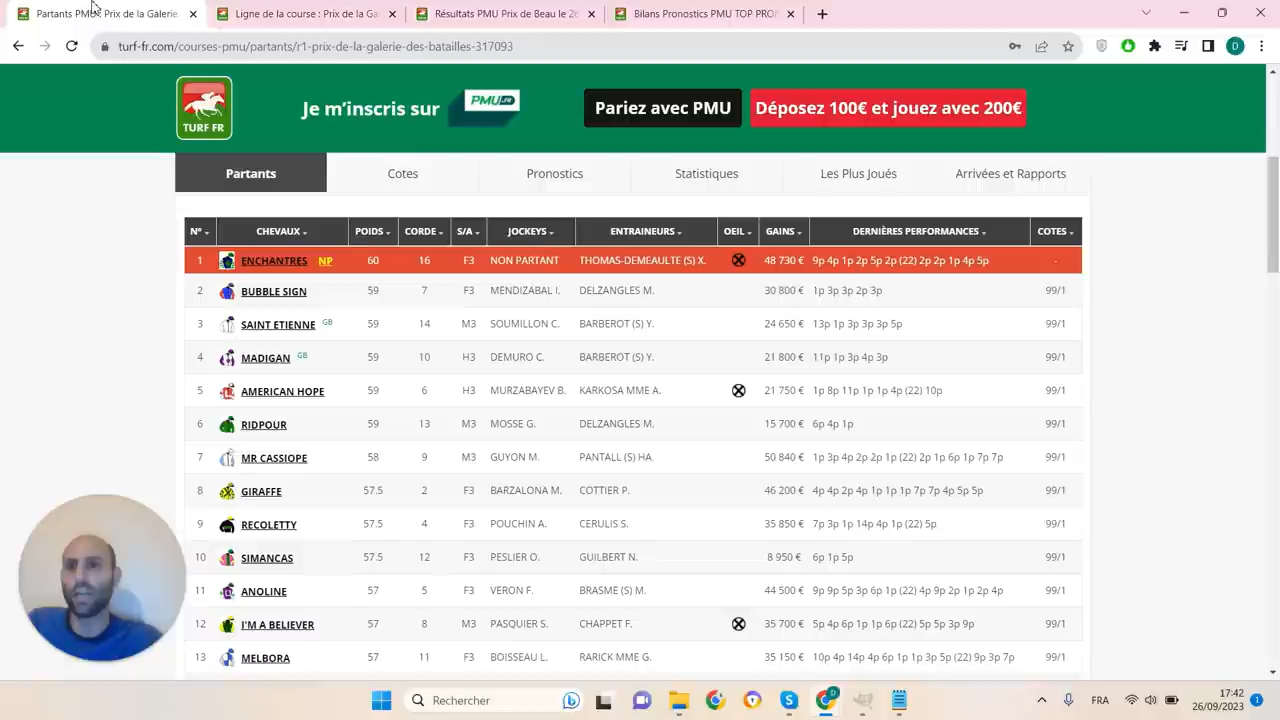 Partants PMU Prix de la Galerie
Ligne de la course : Prix de la Ga
Résultats PMU Prix de Beau le 26
Bilans Pronostics PMU TOP PRO
turf-fr.com/courses-pmu/partants/r1-prix-de-la-galerie-des-batailles-317093
D
TURF FR
Je m'inscris sur
PMU.FR
Pariez avec PMU
Déposez 100€ et jouez avec 200€
Partants Cotes Pronostics Statistiques Les Plus Joués Arrivées et Rapports
N° CHEVAUX POIDS CORDE S/A JOCKEYS ENTRAINEURS OEIL GAINS DERNIÈRES PERFORMANCES COTES
1 ENCHANTRES NP 60 16 F3 NON PARTANT THOMAS-DEMEAULTE (S) X. 48 730 € 9p 4p 1p 2p 5p 2p (22) 2p 2p 1p 4p 5p -
2 BUBBLE SIGN 59 7 F3 MENDIZABAL I. DELZANGLES M. 30 800 € 1p 3p 3p 2p 3p 99/1
3 SAINT ETIENNE GB 59 14 M3 SOUMILLON C. BARBEROT (S) Y. 24 650 € 13p 1p 3p 3p 3p 5p 99/1
4 MADIGAN GB 59 10 H3 DEMURO C. BARBEROT (S) Y. 21 800 € 11p 1p 3p 4p 3p 99/1
5 AMERICAN HOPE 59 6 H3 MURZABAYEV B. KARKOSA MME A. 21 750 € 1p 8p 11p 1p 1p 4p (22) 10p 99/1
6 RIDPOUR 59 13 M3 MOSSE G. DELZANGLES M. 15 700 € 6p 4p 1p 99/1
7 MR CASSIOPE 58 9 M3 GUYON M. PANTALL (S) HA. 50 840 € 1p 3p 4p 2p 2p 1p (22) 2p 1p 6p 1p 7p 7p 99/1
8 GIRAFFE 57.5 2 F3 BARZALONA M. COTTIER P. 46 200 € 4p 4p 2p 4p 1p 1p 1p 7p 7p 4p 5p 5p 99/1
9 RECOLETTY 57.5 4 F3 POUCHIN A. CERULIS S. 35 850 € 7p 3p 1p 14p 4p 1p (22) 5p 99/1
10 SIMANCAS 57.5 12 F3 PESLIER O. GUILBERT N. 8 950 € 6p 1p 5p 99/1
11 ANOLINE 57 5 F3 VERON F. BRASME (S) M. 44 500 € 9p 9p 5p 3p 6p 1p (22) 4p 9p 2p 1p 2p 4p 99/1
12 I'M A BELIEVER 57 8 M3 PASQUIER S. CHAPPET F. 35 700 € 5p 4p 6p 1p 1p 6p (22) 5p 5p 3p 9p 99/1
13 MELBORA 57 11 F3 BOISSEAU L. RARICK MME G. 35 150 € 10p 4p 14p 4p 6p 1p 1p 3p 5p (22) 9p 3p 7p 99/1
Rechercher
FRA
17:42
26/09/2023
1